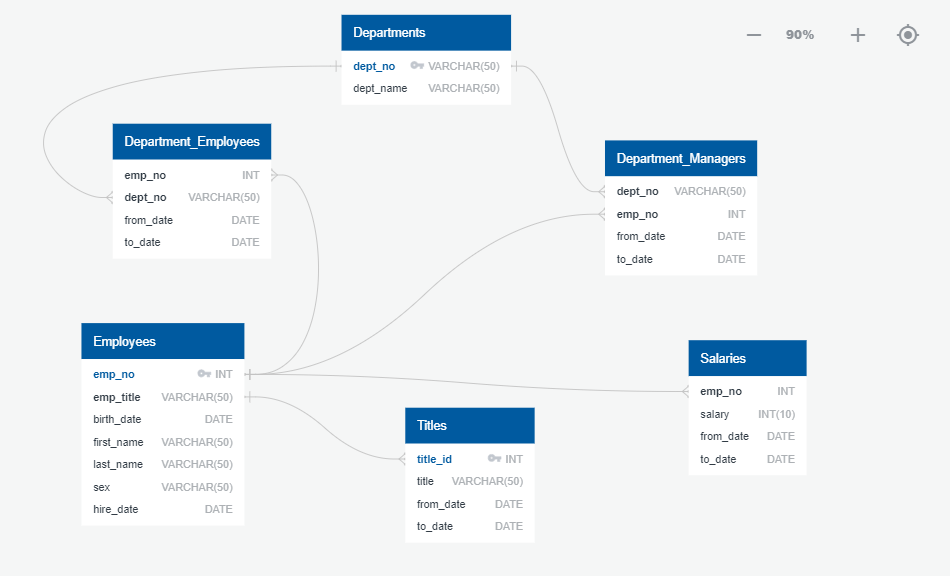 Departments
dept_no VARCHAR(50)
dept_name VARCHAR(50)
90%
Department_Employees
emp_no INT
dept_no VARCHAR(50)
from_date DATE
to_date DATE
Department_Managers
dept_no VARCHAR(50)
emp_no INT
from_date DATE
to_date DATE
Employees
emp_no INT
emp_title VARCHAR(50)
birth_date DATE
first_name VARCHAR(50)
last_name VARCHAR(50)
sex VARCHAR(50)
hire_date DATE
Titles
title_id INT
title VARCHAR(50)
from_date DATE
to_date DATE
Salaries
emp_no INT
salary INT(10)
from_date DATE
to_date DATE